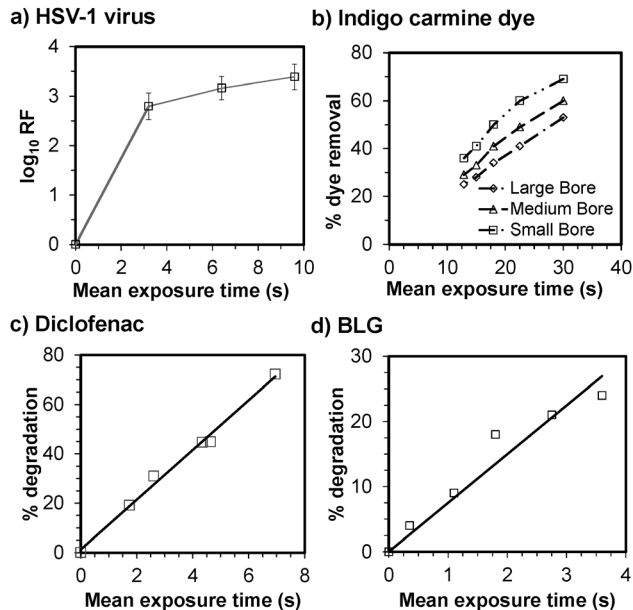 a) HSV-1 virus
4
3
2
1
0
log10 RF
0 2 4 6 8 10
Mean exposure time (s)
b) Indigo carmine dye
80
60
40
20
0
% dye removal
Large Bore
Medium Bore
Small Bore
0 10 20 30 40
Mean exposure time (s)
c) Diclofenac
80
60
40
20
0
% degradation
0 2 4 6 8
Mean exposure time (s)
d) BLG
30
20
10
0
% degradation
0 1 2 3 4
Mean exposure time (s)